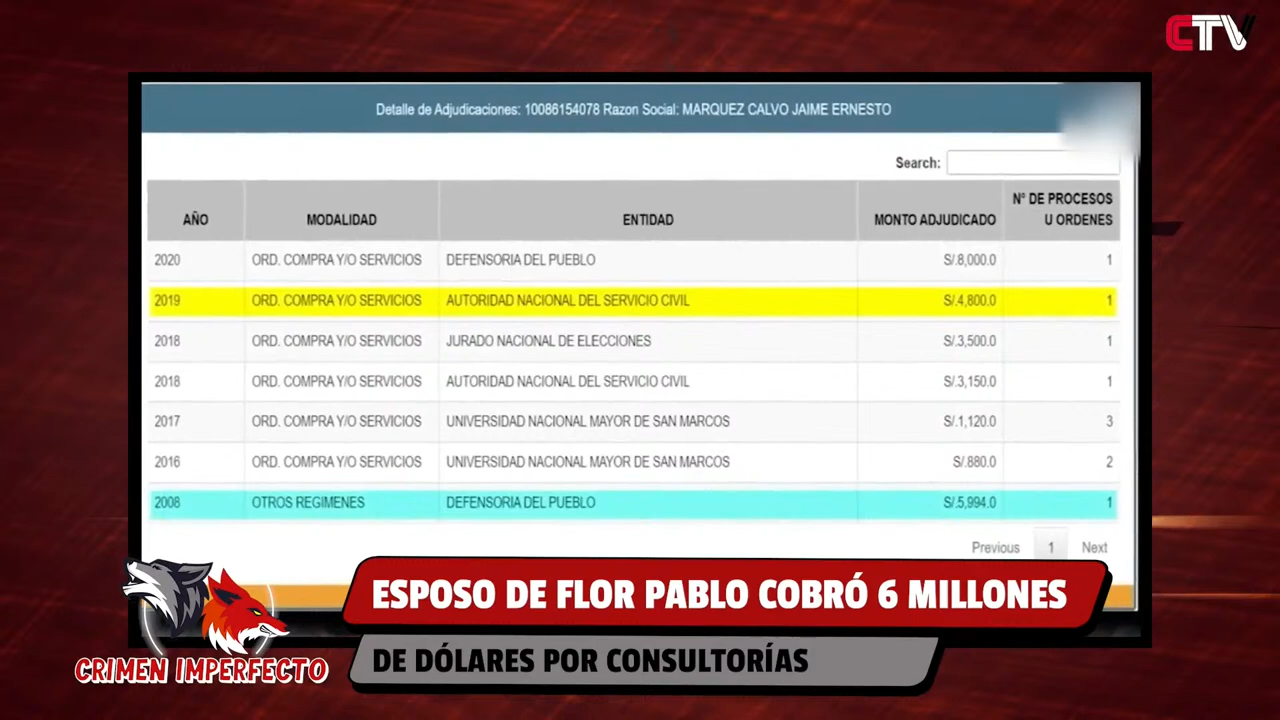 CTV
Detalle de Adjudicaciones: 10086154078 Razon Social: MARQUEZ CALVO JAIME ERNESTO
Search:
AÑO MODALIDAD ENTIDAD MONTO ADJUDICADO Nº DE PROCESOS U ORDENES
2020 ORD. COMPRA Y/O SERVICIOS DEFENSORIA DEL PUEBLO S/.8,000.0 1
2019 ORD. COMPRA Y/O SERVICIOS AUTORIDAD NACIONAL DEL SERVICIO CIVIL S/.4,800.0 1
2018 ORD. COMPRA Y/O SERVICIOS JURADO NACIONAL DE ELECCIONES S/.3,500.0 1
2018 ORD. COMPRA Y/O SERVICIOS AUTORIDAD NACIONAL DEL SERVICIO CIVIL S/.3,150.0 1
2017 ORD. COMPRA Y/O SERVICIOS UNIVERSIDAD NACIONAL MAYOR DE SAN MARCOS S/.1,120.0 3
2016 ORD. COMPRA Y/O SERVICIOS UNIVERSIDAD NACIONAL MAYOR DE SAN MARCOS S/.880.0 2
2008 OTROS REGIMENES DEFENSORIA DEL PUEBLO S/.5,994.0 1
Previous 1 Next
ESPOSO DE FLOR PABLO COBRÓ 6 MILLONES
DE DÓLARES POR CONSULTORÍAS
CRIMEN IMPERFECTO